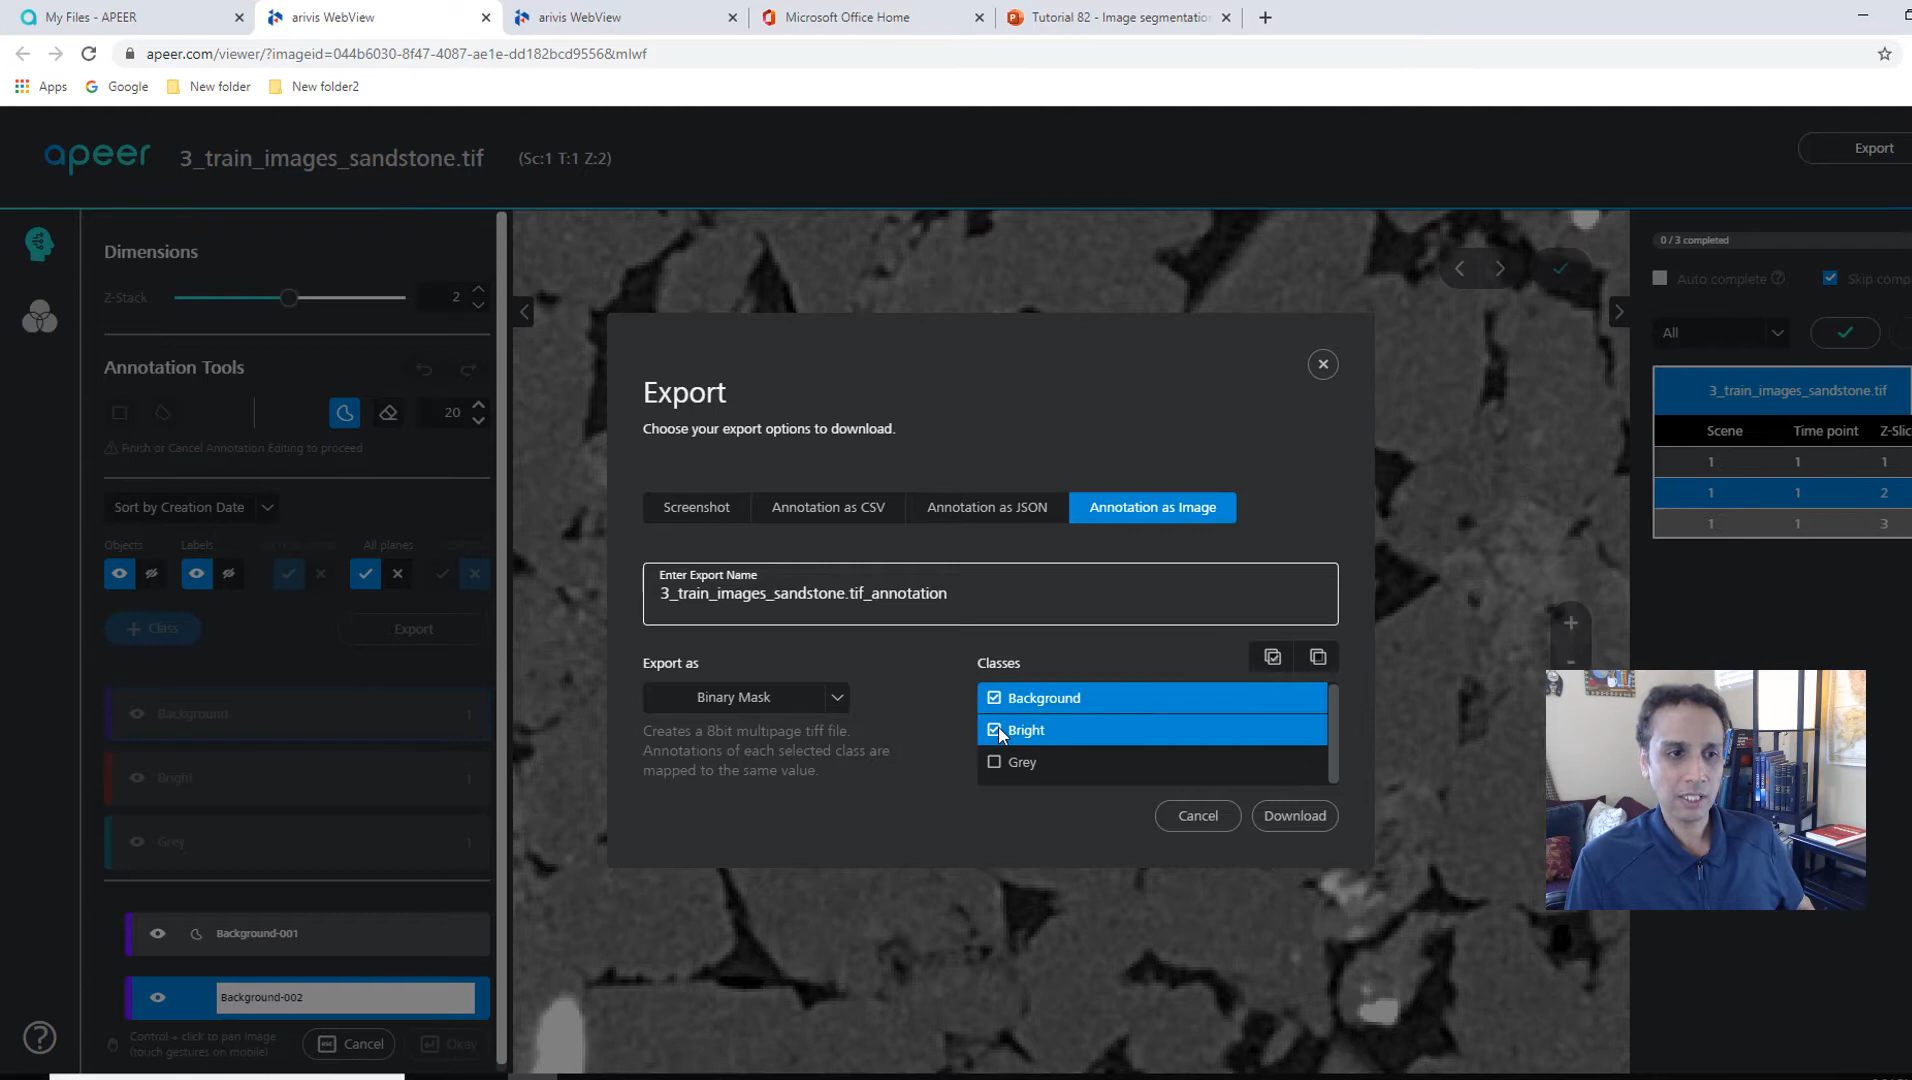 My Files - APEER
arivis WebView
arivis WebView
Microsoft Office Home
Tutorial 82 - Image segmentatio
apeer.com/viewer/?imageid=044b6030-8f47-4087-ae1e-dd182bcd9556&mlwf
Apps
Google
New folder
New folder2
apeer
3_train_images_sandstone.tif
(Sc:1 T:1 Z:2)
Export
Dimensions
Z-Stack
2
Annotation Tools
20
Finish or Cancel Annotation Editing to proceed
Sort by Creation Date
Objects
Labels
All planes
Class
Export
Background
1
Bright
1
Grey
1
Background-001
Background-002
Control + click to pan image
(touch gestures on mobile)
Cancel
Okay
Export
Choose your export options to download.
Screenshot
Annotation as CSV
Annotation as JSON
Annotation as Image
Enter Export Name
3_train_images_sandstone.tif_annotation
Export as
Binary Mask
Creates a 8bit multipage tiff file.
Annotations of each selected class are
mapped to the same value.
Classes
Background
Bright
Grey
Cancel
Download
0 / 3 completed
Auto complete
Skip comp
All
3_train_images_sandstone.tif
Scene Time point Z-Slic
1 1 1
1 1 2
1 1 3